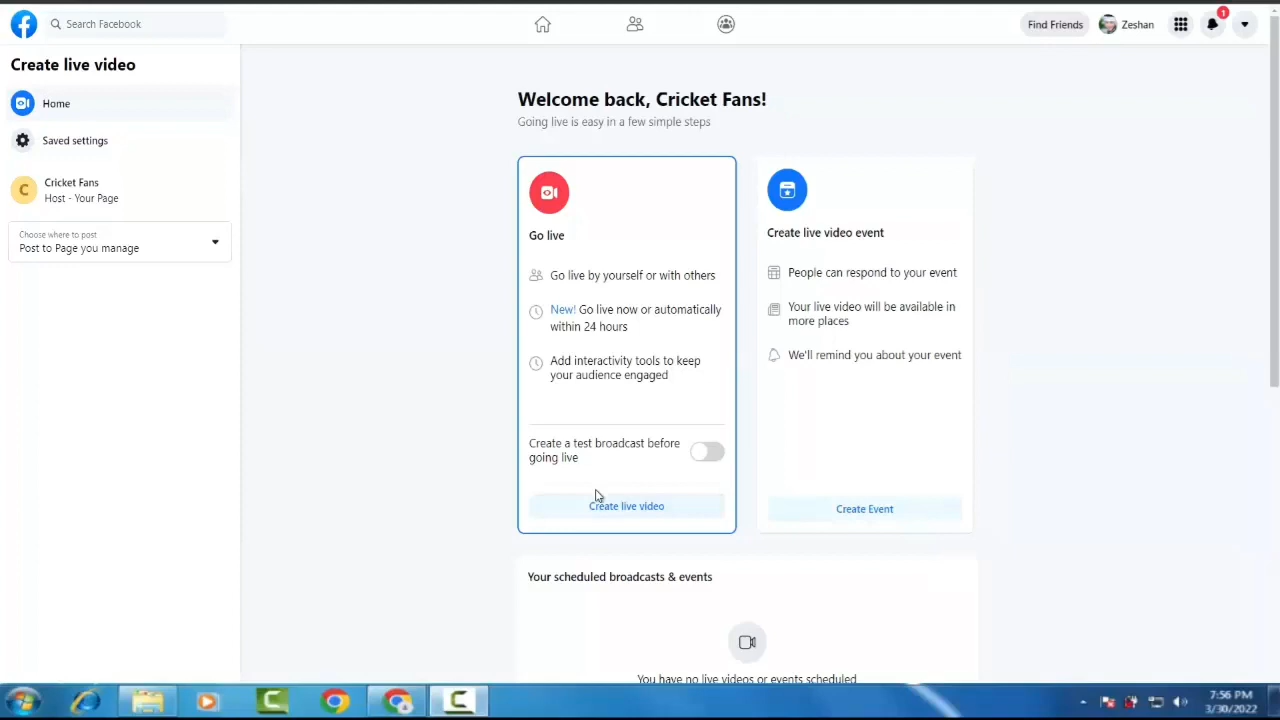 Search Facebook
Find Friends
Zeshan
1
Create live video
Home
Saved settings
C
Cricket Fans
Host - Your Page
Choose where to post
Post to Page you manage
Welcome back, Cricket Fans!
Going live is easy in a few simple steps
Go live
Go live by yourself or with others
New! Go live now or automatically
within 24 hours
Add interactivity tools to keep
your audience engaged
Create a test broadcast before
going live
Create live video
Create live video event
People can respond to your event
Your live video will be available in
more places
We'll remind you about your event
Create Event
Your scheduled broadcasts & events
You have no live videos or events scheduled
7:56 PM
3/30/2022